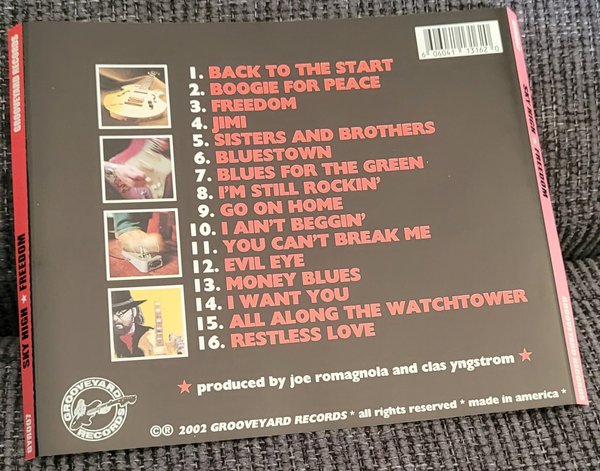 6 06041 13162 0
1. BACK TO THE START
2. BOOGIE FOR PEACE
3. FREEDOM
4. JIMI
5. SISTERS AND BROTHERS
6. BLUESTOWN
7. BLUES FOR THE GREEN
8. I'M STILL ROCKIN'
9. GO ON HOME
10. I AIN'T BEGGIN'
11. YOU CAN'T BREAK ME
12. EVIL EYE
13. MONEY BLUES
14. I WANT YOU
15. ALL ALONG THE WATCHTOWER
16. RESTLESS LOVE
★ produced by joe romagnola and clas yngstrom ★
©® 2002 GROOVEYARD RECORDS * all rights reserved * made in america *
GROOVEYARD RECORDS
GROOVEYARD RECORDS
SKY HIGH ★ FREEDOM
SKY HIGH ★ FREEDOM